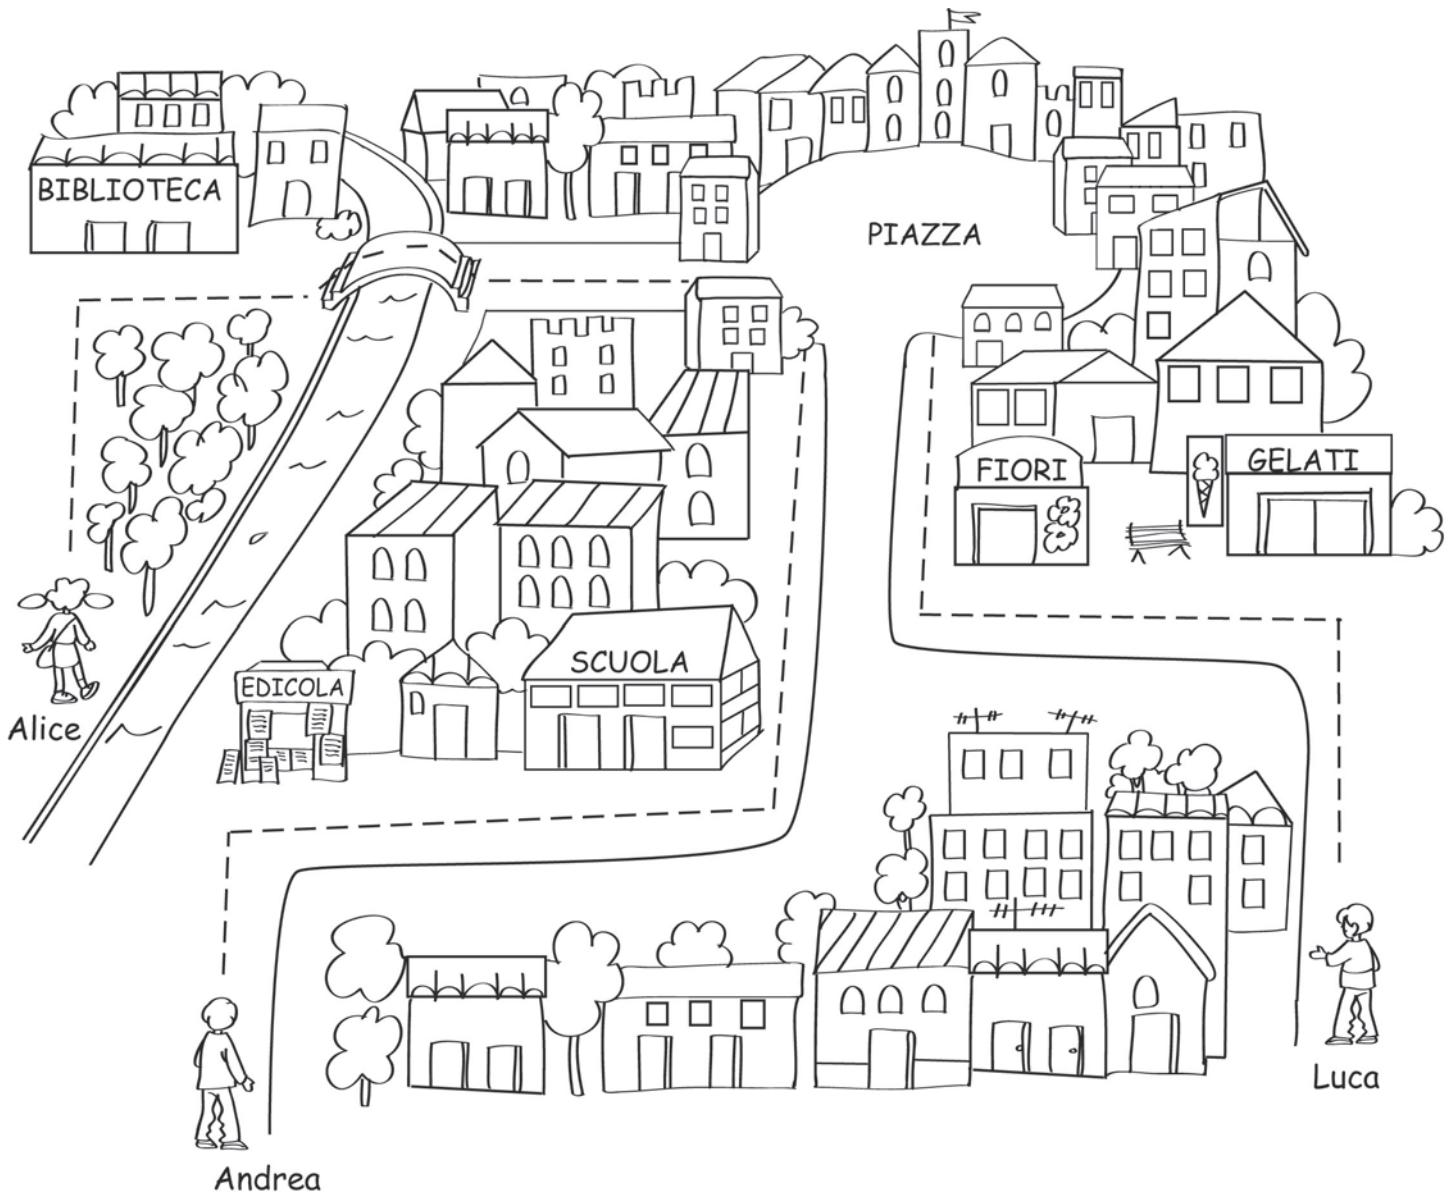 BIBLIOTECA
PIAZZA
FIORI
GELATI
SCUOLA
EDICOLA
Alice
Luca
Andrea